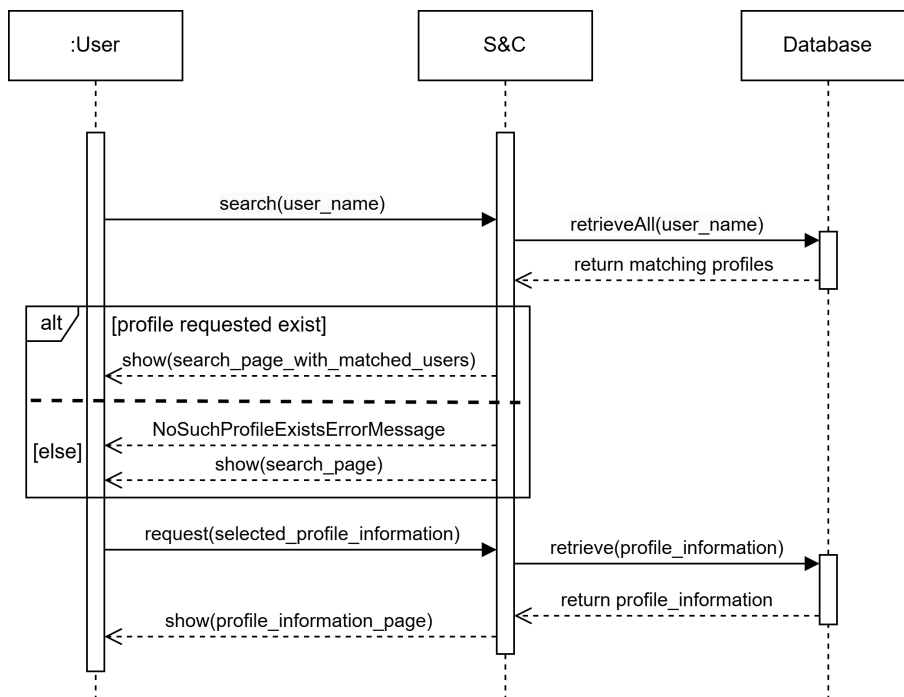 :User
S&C
Database
search(user_name)
retrieveAll(user_name)
return matching profiles
alt
[profile requested exist]
show(search_page_with_matched_users)
NoSuchProfileExistsErrorMessage
[else]
show(search_page)
request(selected_profile_information)
retrieve(profile_information)
return profile_information
show(profile_information_page)